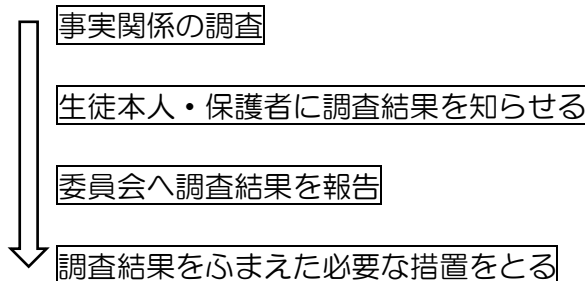 事実関係の調査
生徒本人・保護者に調査結果を知らせる
委員会へ調査結果を報告
調査結果をふまえた必要な措置をとる